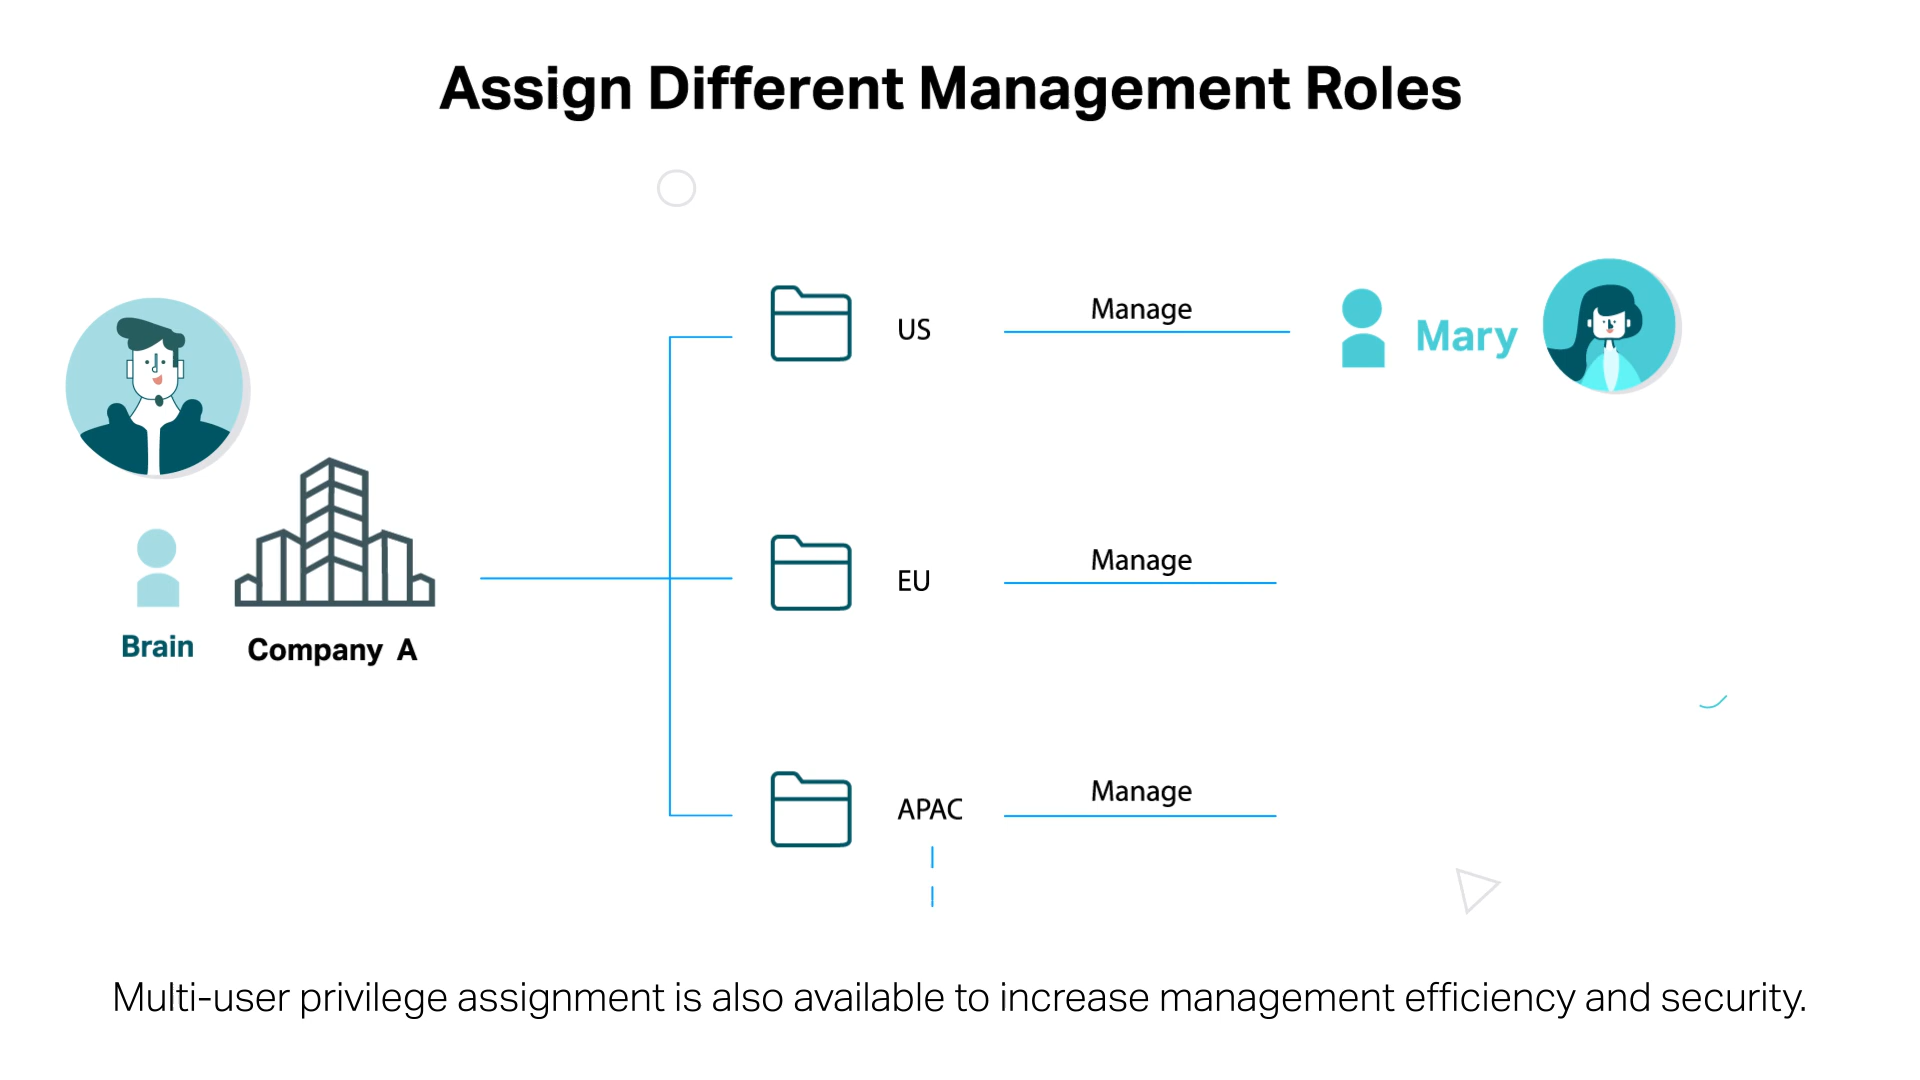 Assign Different Management Roles
US
Manage
Mary
EU
Manage
Brain
Company A
APAC
Manage
Multi-user privilege assignment is also available to increase management efficiency and security.